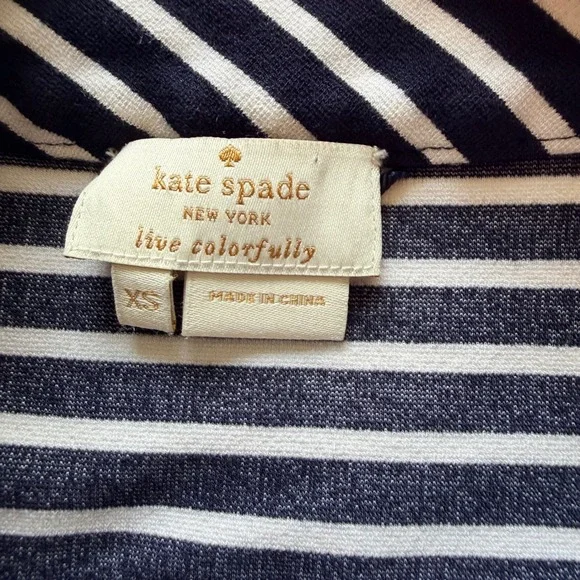 kate spade
NEW YORK
live colorfully
XS
MADE IN CHINA